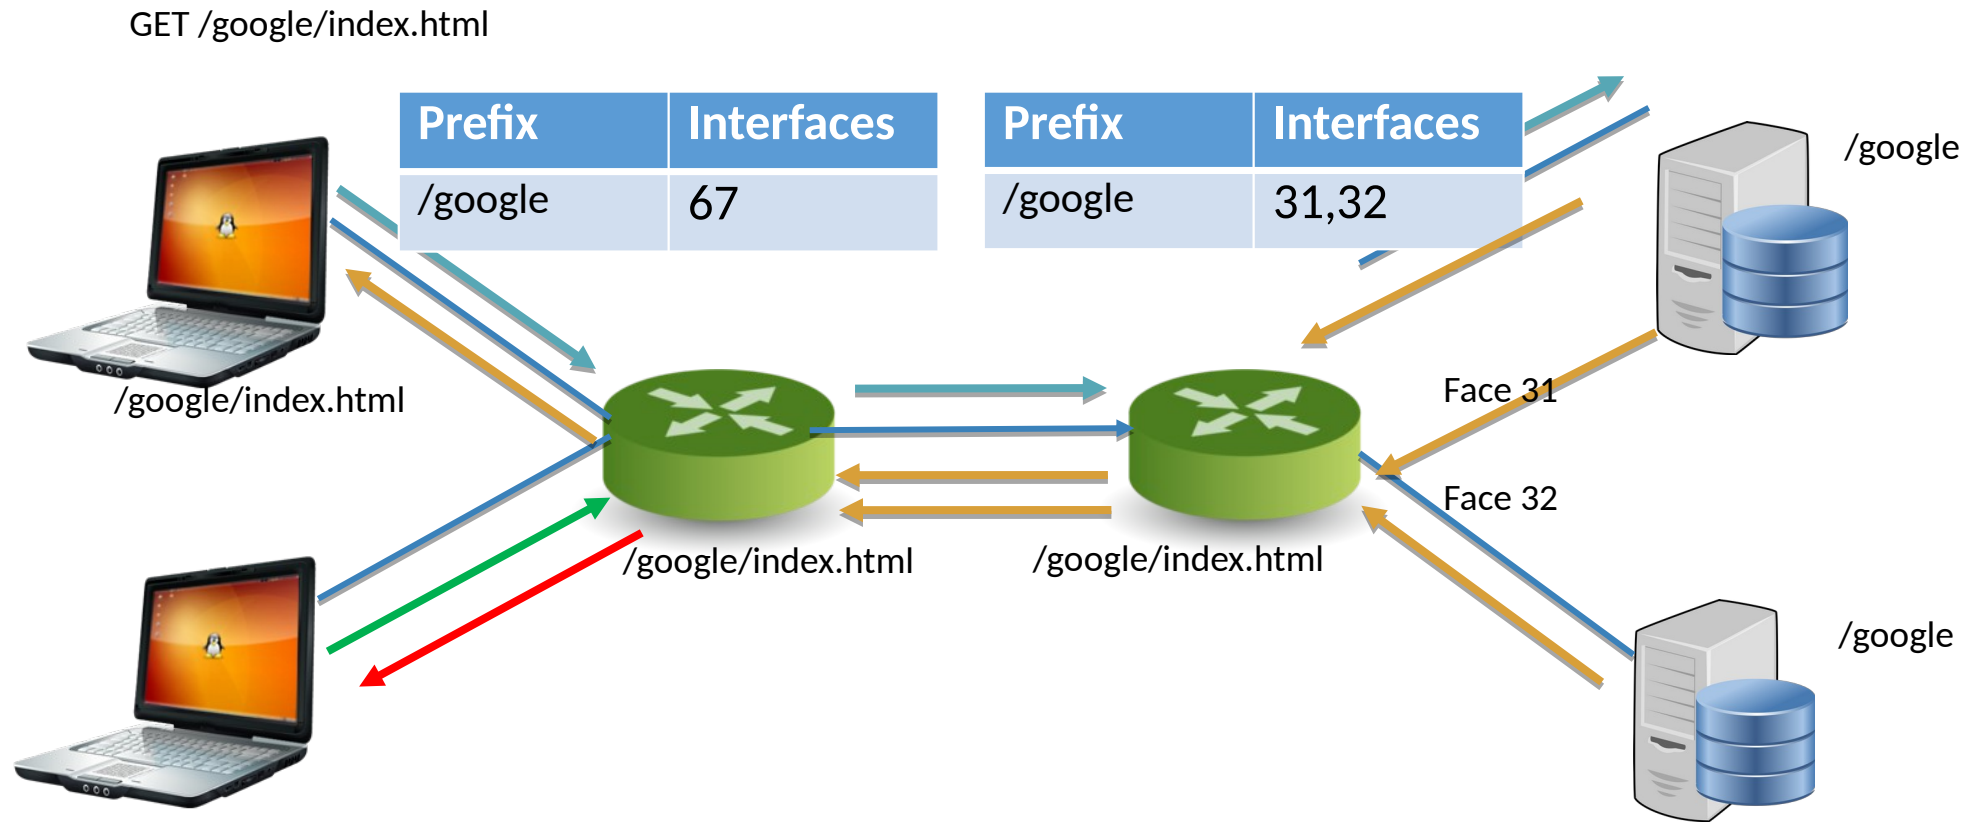 GET /google/index.html
Prefix Interfaces
/google 67
Prefix Interfaces
/google 31,32
/google
/google/index.html
Face 31
Face 32
/google/index.html
/google/index.html
/google